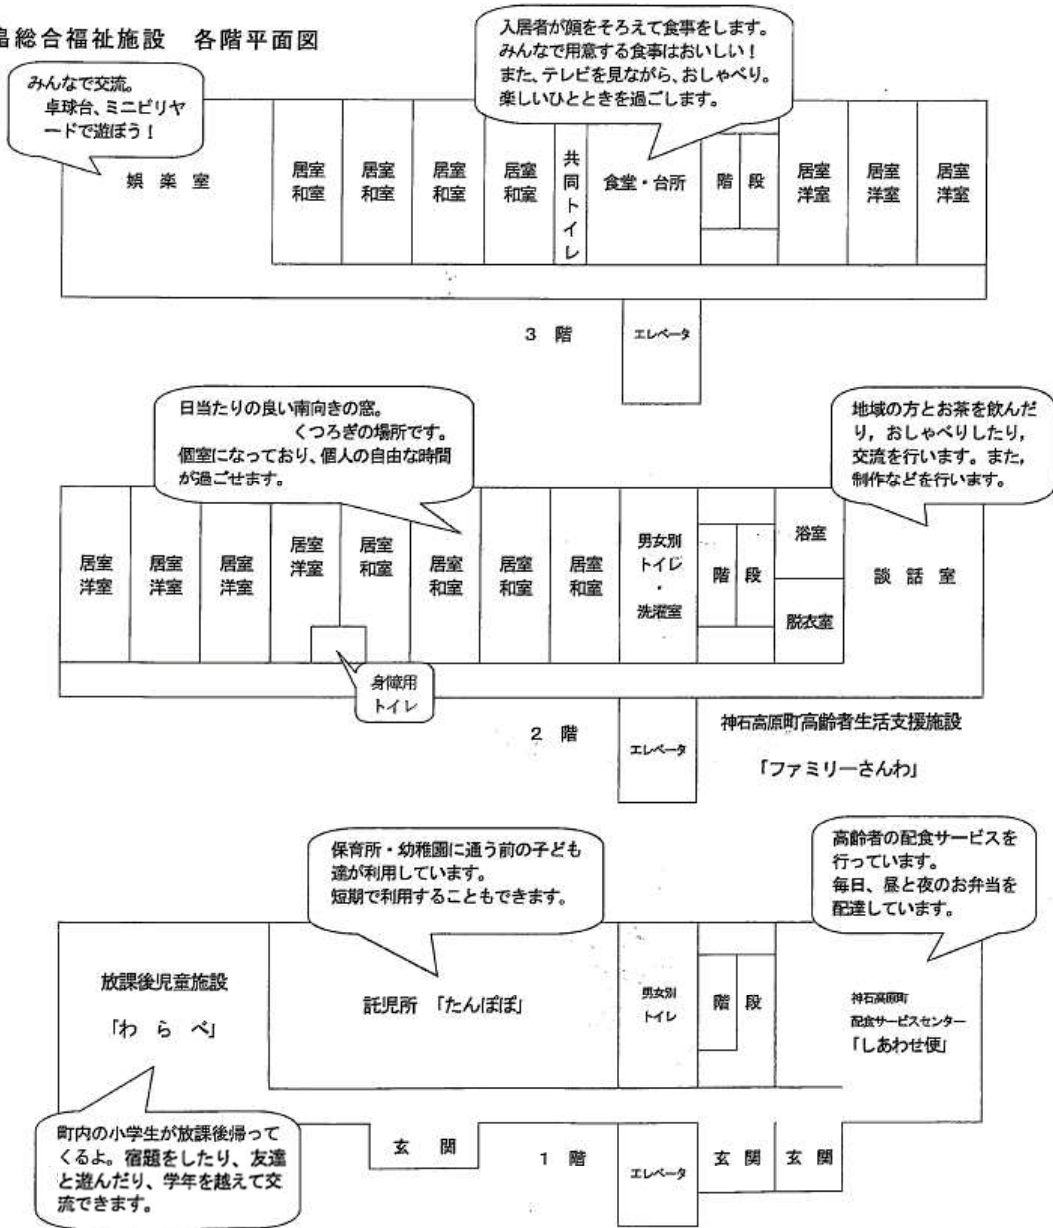 総合福祉施設 各階平面図
みんなで交流。
卓球台、ミニビリヤ
ードで遊ぼう！
入居者が顔をそろえて食事をします。
みんなで用意する食事はおいしい！
また、テレビを見ながら、おしゃべり。
楽しいひとときを過ごします。
娯楽室
居室
和室
居室
和室
居室
和室
居室
和室
共同トイレ
食堂・台所
階段
居室
洋室
居室
洋室
居室
洋室
3 階
エレベータ
日当たりの良い南向きの窓。
くつろぎの場所です。
個室になっており、個人の自由な時間
が過ごせます。
地域の方とお茶を飲んだ
り，おしゃべりしたり，
交流を行います。また，
制作などを行います。
居室
洋室
居室
洋室
居室
洋室
居室
洋室
居室
和室
居室
和室
居室
和室
居室
和室
男女別
トイレ
・
洗濯室
階段
浴室
脱衣室
談話室
身障用
トイレ
2 階
エレベータ
神石高原町高齢者生活支援施設
「ファミリーさんわ」
保育所・幼稚園に通う前の子ども
達が利用しています。
短期で利用することもできます。
高齢者の配食サービスを
行っています。
毎日、昼と夜のお弁当を
配達しています。
放課後児童施設
「わらべ」
託児所 「たんぽぽ」
男女別
トイレ
階段
神石高原町
配食サービスセンター
「しあわせ便」
町内の小学生が放課後帰って
くるよ。宿題をしたり、友達
と遊んだり、学年を越えて交
流できます。
玄関
1 階
エレベータ
玄関
玄関